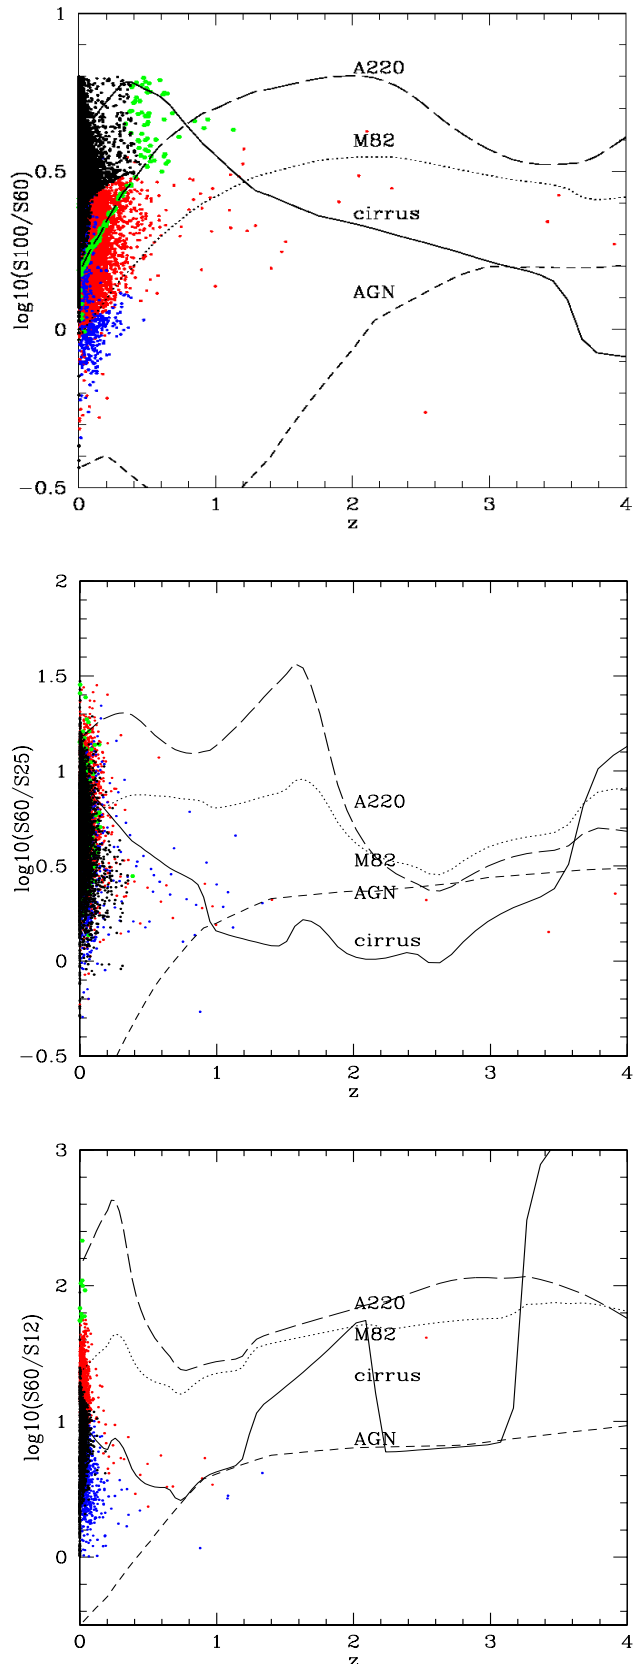 1
A220
M82
0.5
cirrus
log10(S100/S60)
AGN
0
−0.5
0 1 2 3 4
z
2
1.5
log10(S60/S25)
1
A220
M82
0.5
AGN
cirrus
0
−0.5
0 1 2 3 4
z
3
2
A220
M82
log10(S60/S12)
cirrus
1
AGN
0
0 1 2 3 4
z